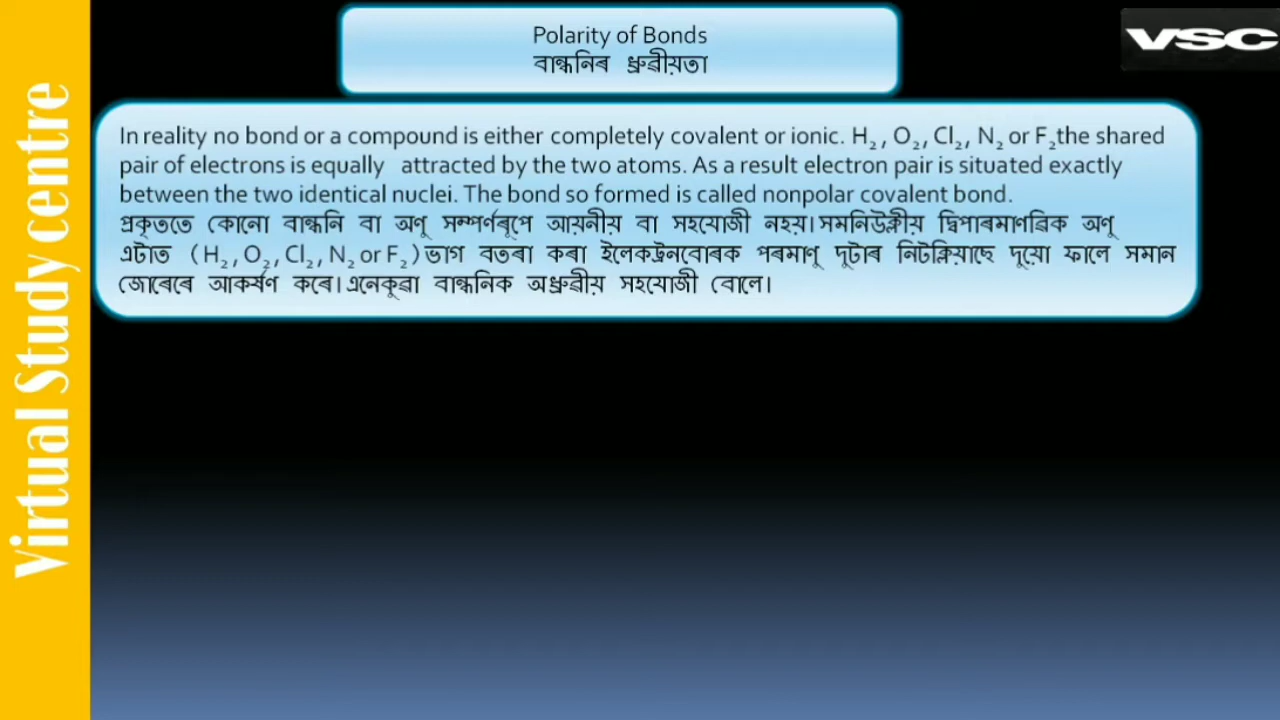 Polarity of Bonds
বান্ধনিৰ ধ্ৰুৱীয়তা
VSC
Virtual Study centre
In reality no bond or a compound is either completely covalent or ionic. H₂, O₂, Cl₂, N₂ or F₂the shared
pair of electrons is equally attracted by the two atoms. As a result electron pair is situated exactly
between the two identical nuclei. The bond so formed is called nonpolar covalent bond.
প্ৰকৃততে কোনো বান্ধনি বা অণু সম্পৰ্ণৰূপে আয়নীয় বা সহযোজী নহয়। সমনিউক্লীয় দ্বিপাৰমাণৱিক অণু
এটাত (H₂, O₂, Cl₂, N₂ or F₂) ভাগ বতৰা কৰা ইলেকট্ৰনবোৰক পৰমাণু দুটাৰ নিউক্লিয়াছে দুয়ো ফালে সমান
জোৰেৰে আকৰ্ষণ কৰে। এনেকুৱা বান্ধনিক অধ্ৰুৱীয় সহযোজী বোলে।